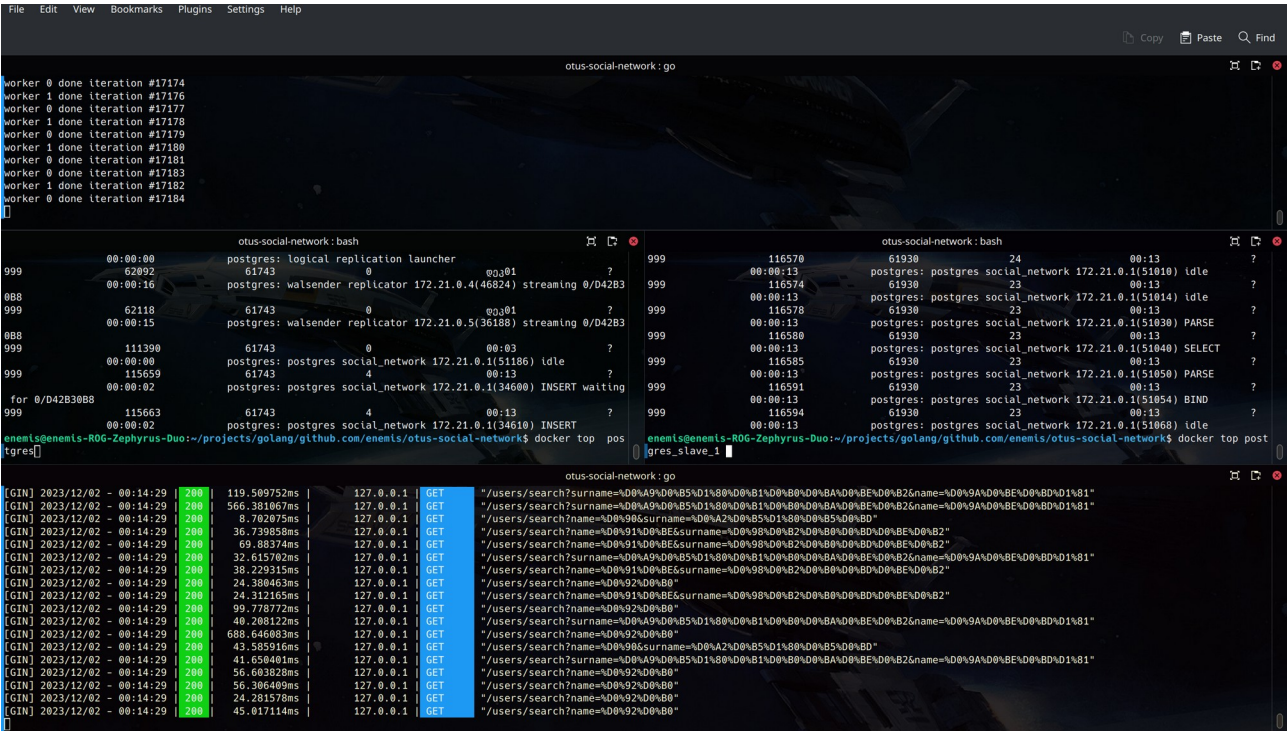 File Edit View Bookmarks Plugins Settings Help
Copy Paste Find
otus-social-network : go
worker 0 done iteration #17174
worker 1 done iteration #17176
worker 0 done iteration #17177
worker 1 done iteration #17178
worker 0 done iteration #17179
worker 1 done iteration #17180
worker 0 done iteration #17181
worker 0 done iteration #17183
worker 1 done iteration #17182
worker 0 done iteration #17184
otus-social-network : bash
00:00:00 postgres: logical replication launcher
999 62092 61743 0 დეკ01 ?
00:00:16 postgres: walsender replicator 172.21.0.4(46824) streaming 0/D42B3
0B8
999 62118 61743 0 დეკ01 ?
00:00:15 postgres: walsender replicator 172.21.0.5(36188) streaming 0/D42B3
0B8
999 111390 61743 0 00:03 ?
00:00:00 postgres: postgres social_network 172.21.0.1(51186) idle
999 115659 61743 4 00:13 ?
00:00:02 postgres: postgres social_network 172.21.0.1(34600) INSERT waiting
for 0/D42B30B8
999 115663 61743 4 00:13 ?
00:00:02 postgres: postgres social_network 172.21.0.1(34610) INSERT
enemis@enemis-ROG-Zephyrus-Duo:~/projects/golang/github.com/enemis/otus-social-network$ docker top pos
tgres
otus-social-network : bash
999 116570 61930 24 00:13 ?
00:00:13 postgres: postgres social_network 172.21.0.1(51010) idle
999 116574 61930 23 00:13 ?
00:00:13 postgres: postgres social_network 172.21.0.1(51014) idle
999 116578 61930 23 00:13 ?
00:00:13 postgres: postgres social_network 172.21.0.1(51030) PARSE
999 116580 61930 23 00:13 ?
00:00:13 postgres: postgres social_network 172.21.0.1(51040) SELECT
999 116585 61930 23 00:13 ?
00:00:13 postgres: postgres social_network 172.21.0.1(51050) PARSE
999 116591 61930 23 00:13 ?
00:00:13 postgres: postgres social_network 172.21.0.1(51054) BIND
999 116594 61930 23 00:13 ?
00:00:13 postgres: postgres social_network 172.21.0.1(51068) idle
enemis@enemis-ROG-Zephyrus-Duo:~/projects/golang/github.com/enemis/otus-social-network$ docker top post
gres_slave_1
otus-social-network : go
[GIN] 2023/12/02 - 00:14:29 | 200 | 119.509752ms | 127.0.0.1 | GET "/users/search?surname=%D0%A9%D0%B5%D1%80%D0%B1%D0%B0%D0%BA%D0%BE%D0%B2&name=%D0%9A%D0%BE%D0%BD%D1%81"
[GIN] 2023/12/02 - 00:14:29 | 200 | 566.381067ms | 127.0.0.1 | GET "/users/search?surname=%D0%A9%D0%B5%D1%80%D0%B1%D0%B0%D0%BA%D0%BE%D0%B2&name=%D0%9A%D0%BE%D0%BD%D1%81"
[GIN] 2023/12/02 - 00:14:29 | 200 | 8.702075ms | 127.0.0.1 | GET "/users/search?name=%D0%90&surname=%D0%A2%D0%B5%D1%80%D0%B5%D0%BD"
[GIN] 2023/12/02 - 00:14:29 | 200 | 36.739858ms | 127.0.0.1 | GET "/users/search?name=%D0%91%D0%BE&surname=%D0%98%D0%B2%D0%B0%D0%BD%D0%BE%D0%B2"
[GIN] 2023/12/02 - 00:14:29 | 200 | 69.88374ms | 127.0.0.1 | GET "/users/search?name=%D0%91%D0%BE&surname=%D0%98%D0%B2%D0%B0%D0%BD%D0%BE%D0%B2"
[GIN] 2023/12/02 - 00:14:29 | 200 | 32.615702ms | 127.0.0.1 | GET "/users/search?surname=%D0%A9%D0%B5%D1%80%D0%B1%D0%B0%D0%BA%D0%BE%D0%B2&name=%D0%9A%D0%BE%D0%BD%D1%81"
[GIN] 2023/12/02 - 00:14:29 | 200 | 38.229315ms | 127.0.0.1 | GET "/users/search?name=%D0%91%D0%BE&surname=%D0%98%D0%B2%D0%B0%D0%BD%D0%BE%D0%B2"
[GIN] 2023/12/02 - 00:14:29 | 200 | 24.380463ms | 127.0.0.1 | GET "/users/search?name=%D0%92%D0%B0"
[GIN] 2023/12/02 - 00:14:29 | 200 | 24.312165ms | 127.0.0.1 | GET "/users/search?name=%D0%91%D0%BE&surname=%D0%98%D0%B2%D0%B0%D0%BD%D0%BE%D0%B2"
[GIN] 2023/12/02 - 00:14:29 | 200 | 99.778772ms | 127.0.0.1 | GET "/users/search?name=%D0%92%D0%B0"
[GIN] 2023/12/02 - 00:14:29 | 200 | 40.208122ms | 127.0.0.1 | GET "/users/search?surname=%D0%A9%D0%B5%D1%80%D0%B1%D0%B0%D0%BA%D0%BE%D0%B2&name=%D0%9A%D0%BE%D0%BD%D1%81"
[GIN] 2023/12/02 - 00:14:29 | 200 | 688.646083ms | 127.0.0.1 | GET "/users/search?name=%D0%92%D0%B0"
[GIN] 2023/12/02 - 00:14:29 | 200 | 43.585916ms | 127.0.0.1 | GET "/users/search?name=%D0%90&surname=%D0%A2%D0%B5%D1%80%D0%B5%D0%BD"
[GIN] 2023/12/02 - 00:14:29 | 200 | 41.650401ms | 127.0.0.1 | GET "/users/search?surname=%D0%A9%D0%B5%D1%80%D0%B1%D0%B0%D0%BA%D0%BE%D0%B2&name=%D0%9A%D0%BE%D0%BD%D1%81"
[GIN] 2023/12/02 - 00:14:29 | 200 | 56.603828ms | 127.0.0.1 | GET "/users/search?name=%D0%92%D0%B0"
[GIN] 2023/12/02 - 00:14:29 | 200 | 56.306409ms | 127.0.0.1 | GET "/users/search?name=%D0%92%D0%B0"
[GIN] 2023/12/02 - 00:14:29 | 200 | 24.281578ms | 127.0.0.1 | GET "/users/search?name=%D0%92%D0%B0"
[GIN] 2023/12/02 - 00:14:29 | 200 | 45.017114ms | 127.0.0.1 | GET "/users/search?name=%D0%92%D0%B0"